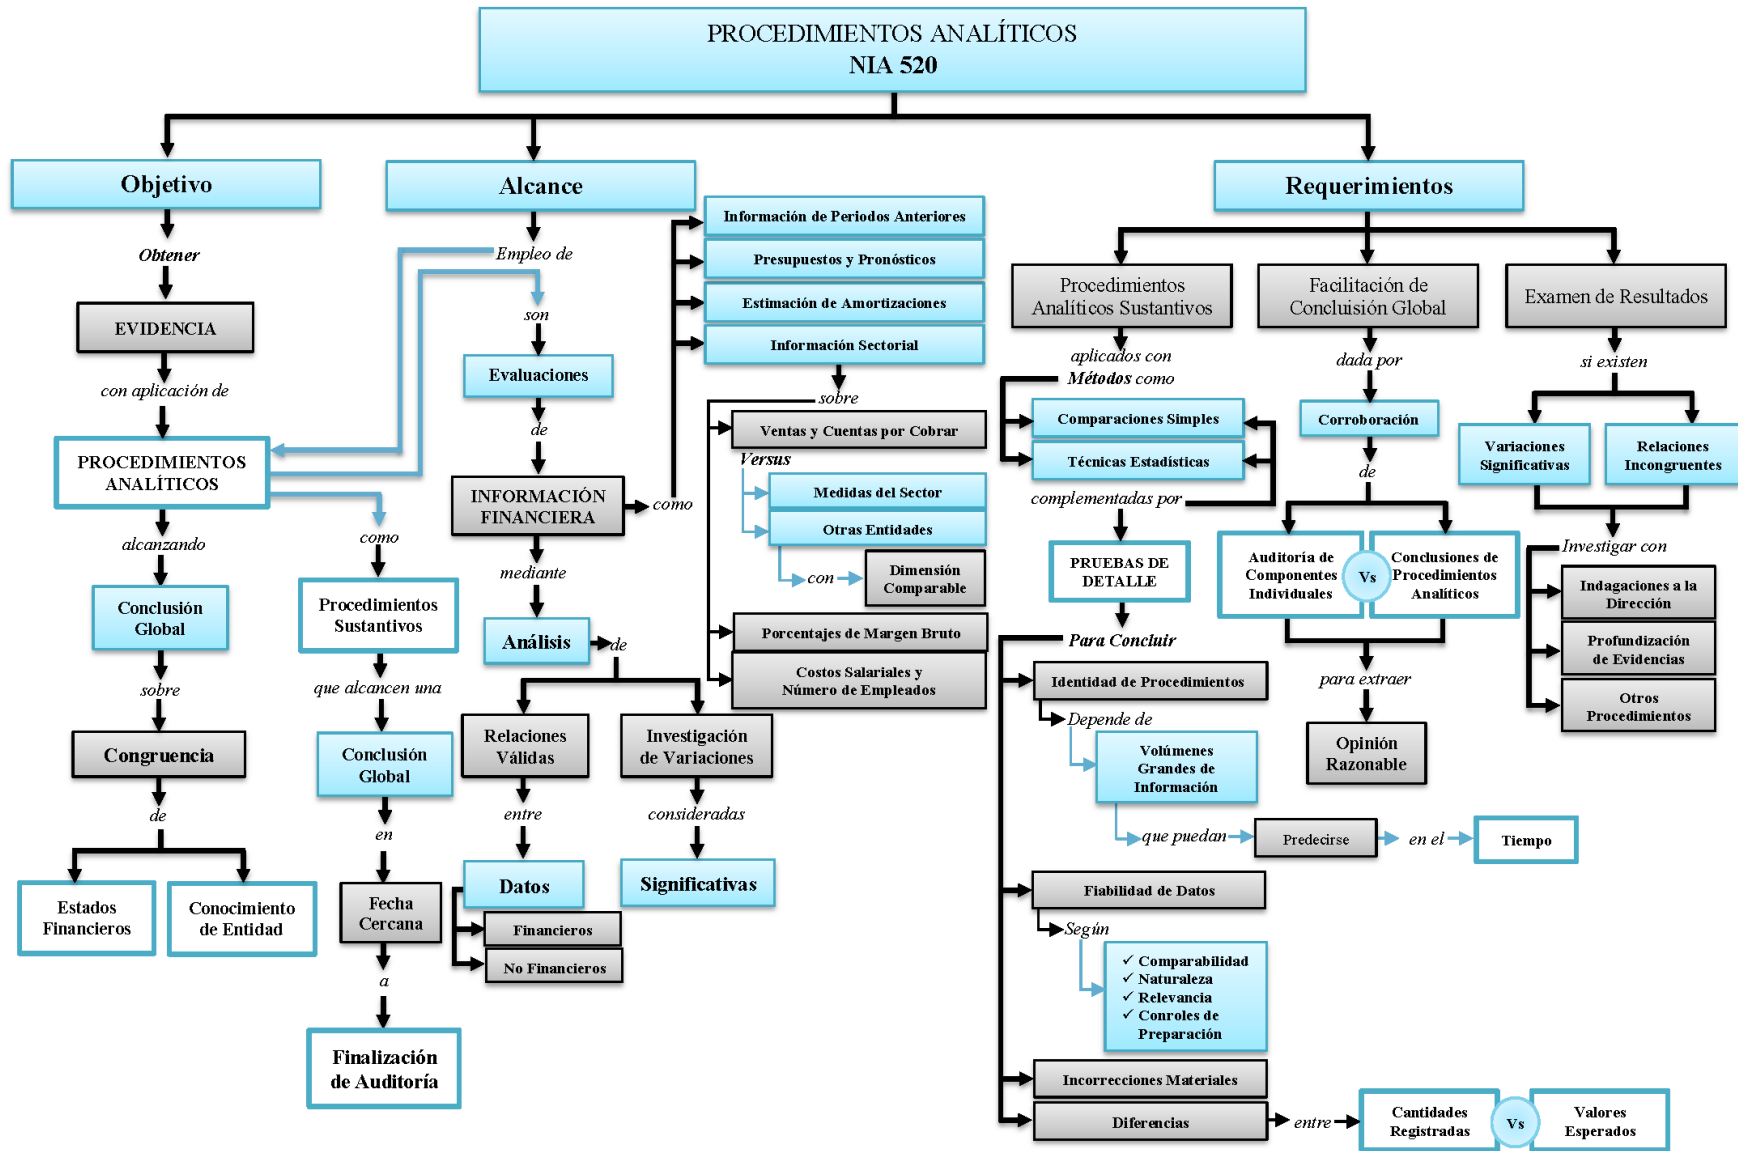 PROCEDIMIENTOS ANALÍTICOS
NIA 520
Objetivo
Obtener
EVIDENCIA
con aplicación de
PROCEDIMIENTOS
ANALÍTICOS
alcanzando
Conclusión
Global
sobre
Congruencia
de
Estados
Financieros
Conocimiento
de Entidad
como
Procedimientos
Sustantivos
que alcancen una
Conclusión
Global
en
Fecha
Cercana
a
Finalización
de Auditoría
Alcance
Empleo de
son
Evaluaciones
de
INFORMACIÓN
FINANCIERA
como
mediante
Análisis
de
Relaciones
Válidas
entre
Datos
Financieros
No Financieros
Investigación
de Variaciones
consideradas
Significativas
Información de Periodos Anteriores
Presupuestos y Pronósticos
Estimación de Amortizaciones
Información Sectorial
sobre
Ventas y Cuentas por Cobrar
Versus
Medidas del Sector
Otras Entidades
con
Dimensión
Comparable
Porcentajes de Margen Bruto
Costos Salariales y
Número de Empleados
Requerimientos
Procedimientos
Analíticos Sustantivos
aplicados con
Métodos como
Comparaciones Simples
Técnicas Estadísticas
complementadas por
PRUEBAS DE
DETALLE
Para Concluir
Identidad de Procedimientos
Depende de
Volúmenes
Grandes de
Información
que puedan
Predecirse
en el
Tiempo
Fiabilidad de Datos
Según
✓ Comparabilidad
✓ Naturaleza
✓ Relevancia
✓ Conroles de
Preparación
Incorrecciones Materiales
Diferencias
entre
Cantidades
Registradas
Vs
Valores
Esperados
Facilitación de
Concluisión Global
dada por
Corroboración
de
Auditoría de
Componentes
Individuales
Vs
Conclusiones de
Procedimientos
Analíticos
para extraer
Opinión
Razonable
Examen de Resultados
si existen
Variaciones
Significativas
Relaciones
Incongruentes
Investigar con
Indagaciones a la
Dirección
Profundización
de Evidencias
Otros
Procedimientos